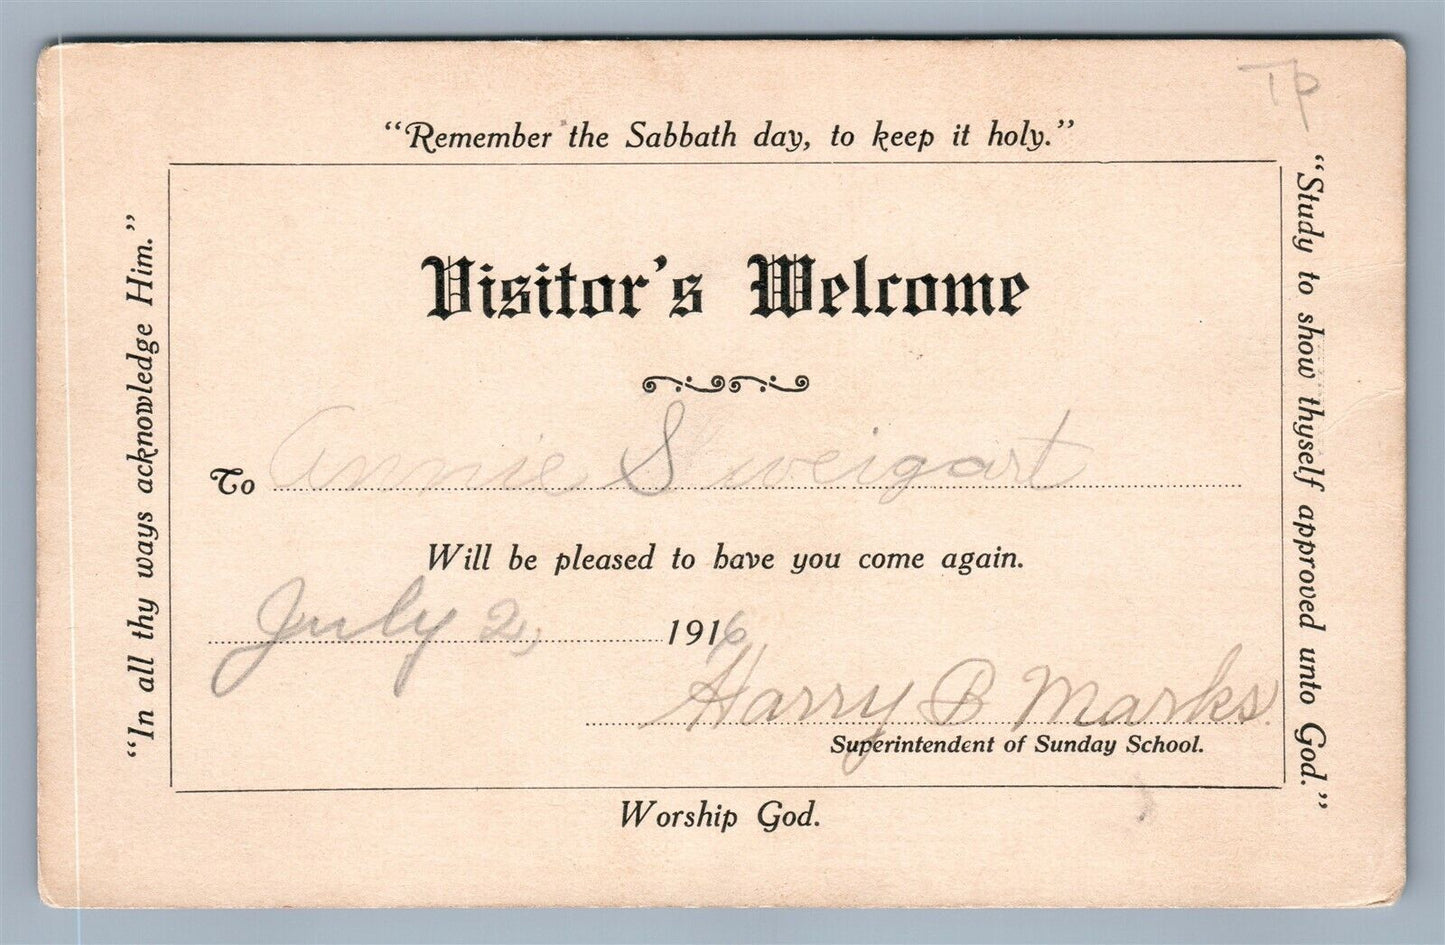 TP
“Remember the Sabbath day, to keep it holy.”
“In all thy ways acknowledge Him.”
“Study to show thyself approved unto God.”
Visitor's Welcome
To Annie Sweigart
Will be pleased to have you come again.
July 2, 1916
Harry B Marks.
Superintendent of Sunday School.
Worship God.